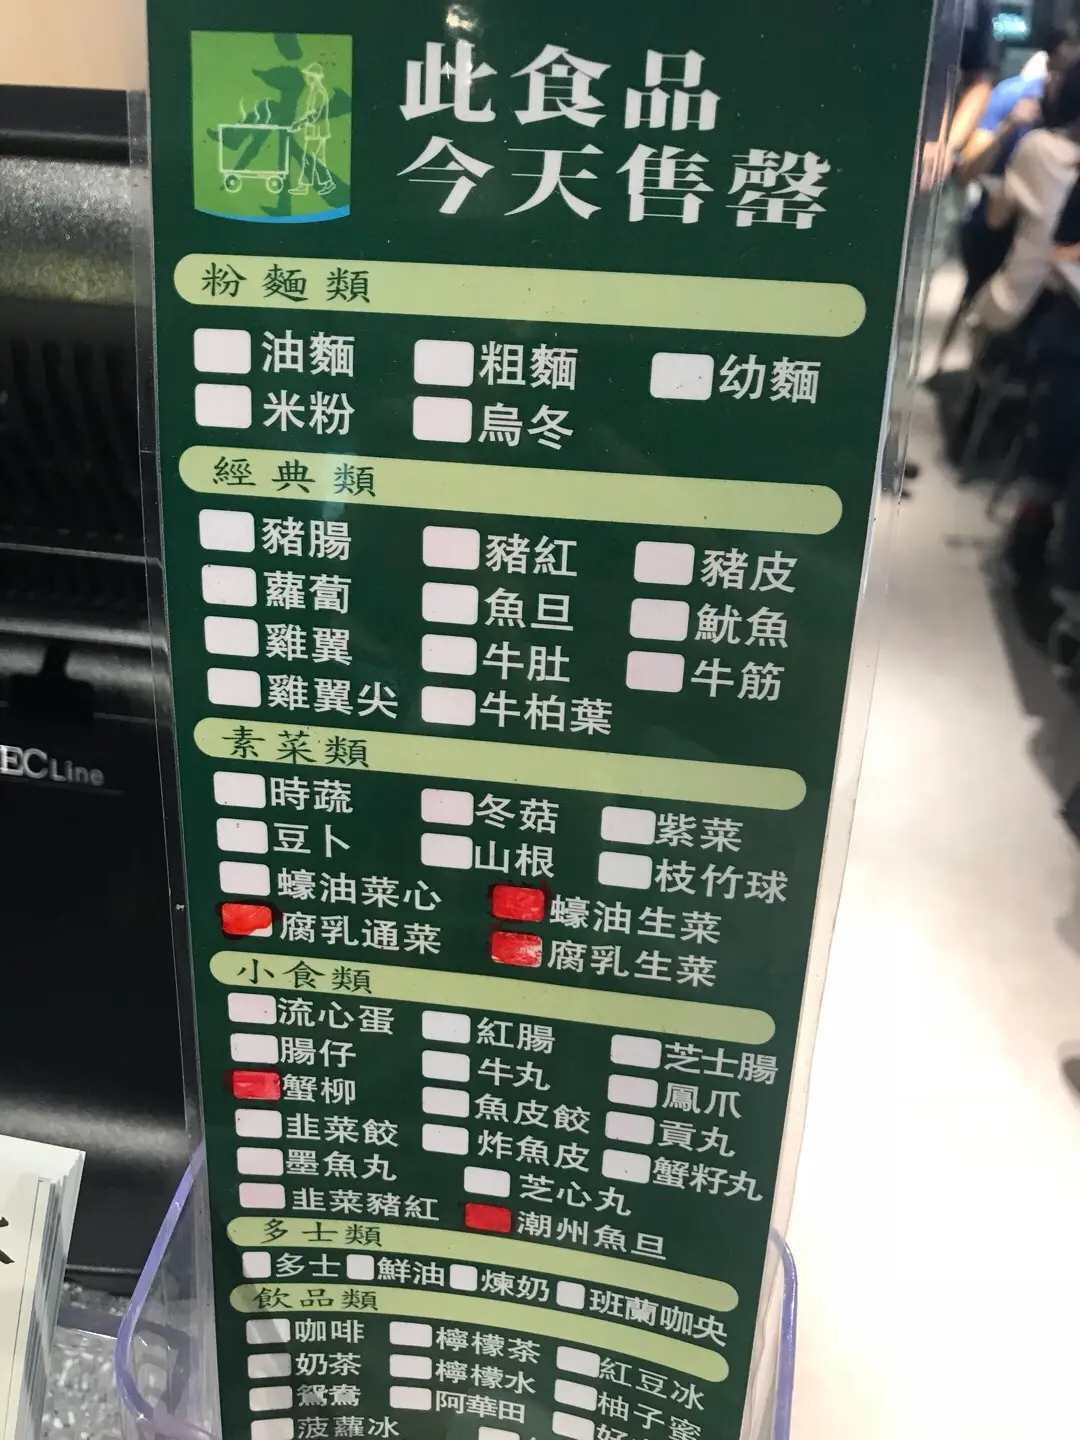 此食品
今天售罄
粉麵類
油麵 粗麵 幼麵
米粉 烏冬
經典類
豬腸 豬紅 豬皮
蘿蔔 魚旦 魷魚
雞翼 牛肚 牛筋
雞翼尖 牛柏葉
素菜類
時蔬 冬菇 紫菜
豆卜 山根 枝竹球
蠔油菜心 蠔油生菜
腐乳通菜 腐乳生菜
小食類
流心蛋 紅腸 芝士腸
腸仔 牛丸 鳳爪
蟹柳 魚皮餃 貢丸
韭菜餃 炸魚皮 蟹籽丸
墨魚丸 芝心丸
韭菜豬紅 潮州魚旦
多士類
多士 鮮油 煉奶 班蘭咖央
飲品類
咖啡 檸檬茶 紅豆冰
奶茶 檸檬水 柚子蜜
鴛鴦 阿華田
菠蘿冰
ECLine